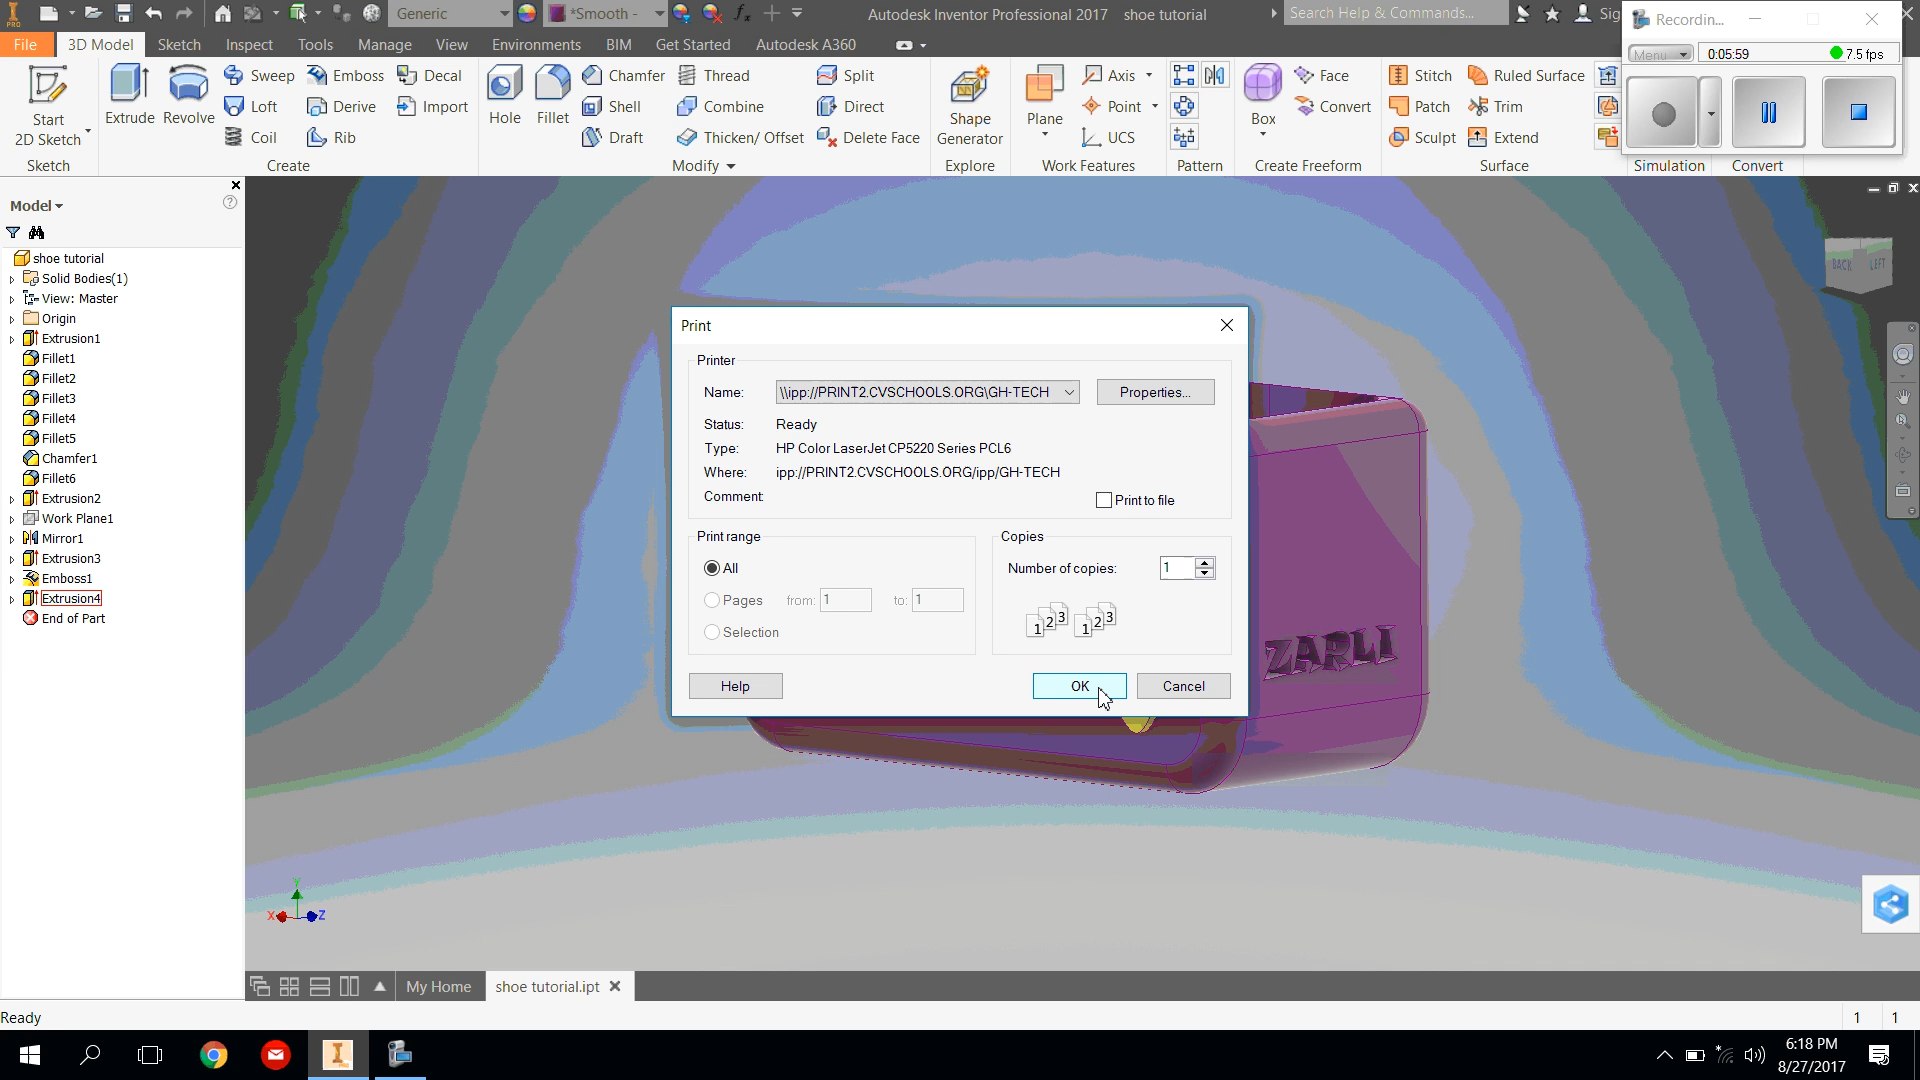 Generic
*Smooth -
Autodesk Inventor Professional 2017 shoe tutorial
Search Help & Commands...
Sig
PRO
File
3D Model
Sketch
Inspect
Tools
Manage
View
Environments
BIM
Get Started
Autodesk A360
Recordin...
Menu
0:05:59
7.5 fps
Start
2D Sketch
Sketch
Extrude
Revolve
Sweep
Emboss
Decal
Loft
Derive
Import
Coil
Rib
Create
Hole
Fillet
Chamfer
Thread
Split
Shell
Combine
Direct
Draft
Thicken/ Offset
Delete Face
Modify
Shape
Generator
Explore
Plane
Axis
Point
UCS
Work Features
Pattern
Box
Face
Convert
Create Freeform
Stitch
Ruled Surface
Patch
Trim
Sculpt
Extend
Surface
Simulation
Convert
Model
shoe tutorial
Solid Bodies(1)
View: Master
Origin
Extrusion1
Fillet1
Fillet2
Fillet3
Fillet4
Fillet5
Chamfer1
Fillet6
Extrusion2
Work Plane1
Mirror1
Extrusion3
Emboss1
Extrusion4
End of Part
BACK
LEFT
Print
Printer
Name: \\ipp://PRINT2.CVSCHOOLS.ORG\GH-TECH
Properties...
Status: Ready
Type: HP Color LaserJet CP5220 Series PCL6
Where: ipp://PRINT2.CVSCHOOLS.ORG/ipp/GH-TECH
Comment:
Print to file
Print range
All
Pages from: 1 to: 1
Selection
Copies
Number of copies: 1
1 2 3 1 2 3
Help
OK
Cancel
ZARLI
Y
X
Z
My Home
shoe tutorial.ipt
Ready
1 1
I
PRO
6:18 PM
8/27/2017